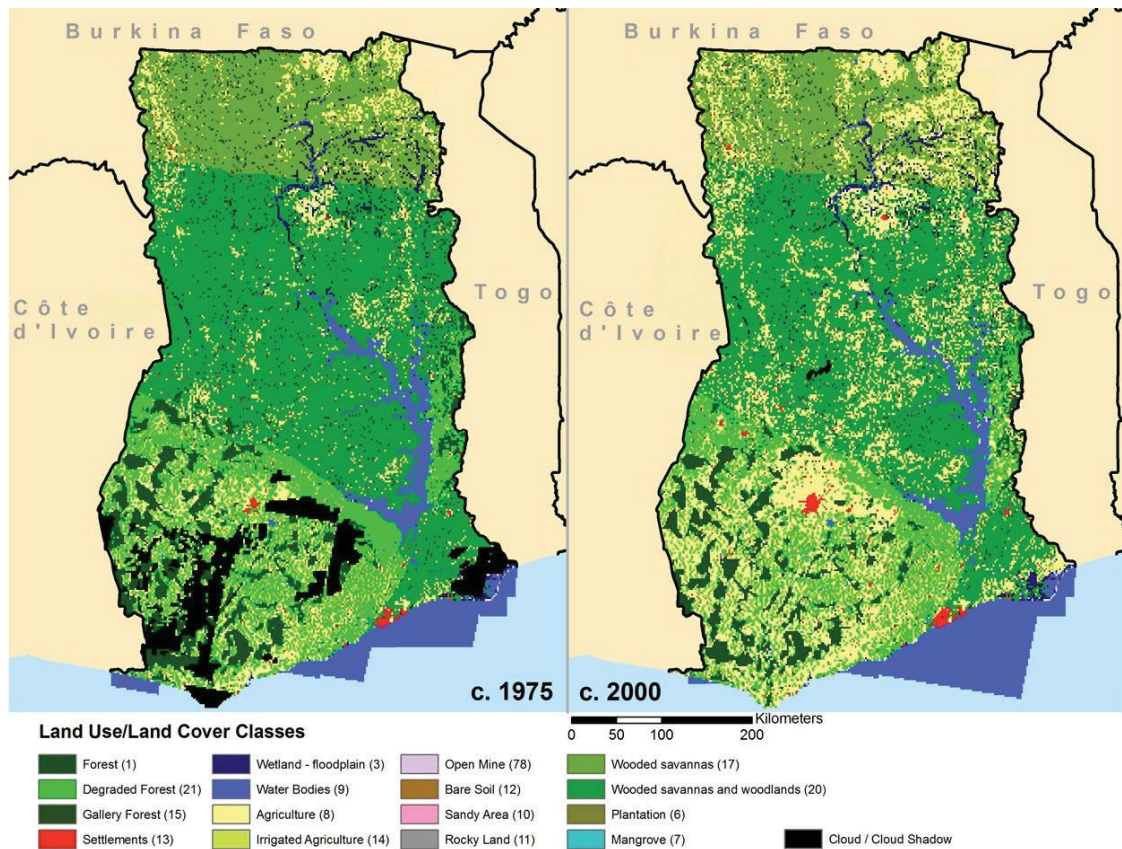 Burkina Faso
Burkina Faso
Côte
d'Ivoire
Togo
Côte
d'Ivoire
Togo
c. 1975
c. 2000
Kilometers
0 50 100 200
Land Use/Land Cover Classes
Forest (1)
Degraded Forest (21)
Gallery Forest (15)
Settlements (13)
Wetland - floodplain (3)
Water Bodies (9)
Agriculture (8)
Irrigated Agriculture (14)
Open Mine (78)
Bare Soil (12)
Sandy Area (10)
Rocky Land (11)
Wooded savannas (17)
Wooded savannas and woodlands (20)
Plantation (6)
Mangrove (7)
Cloud / Cloud Shadow